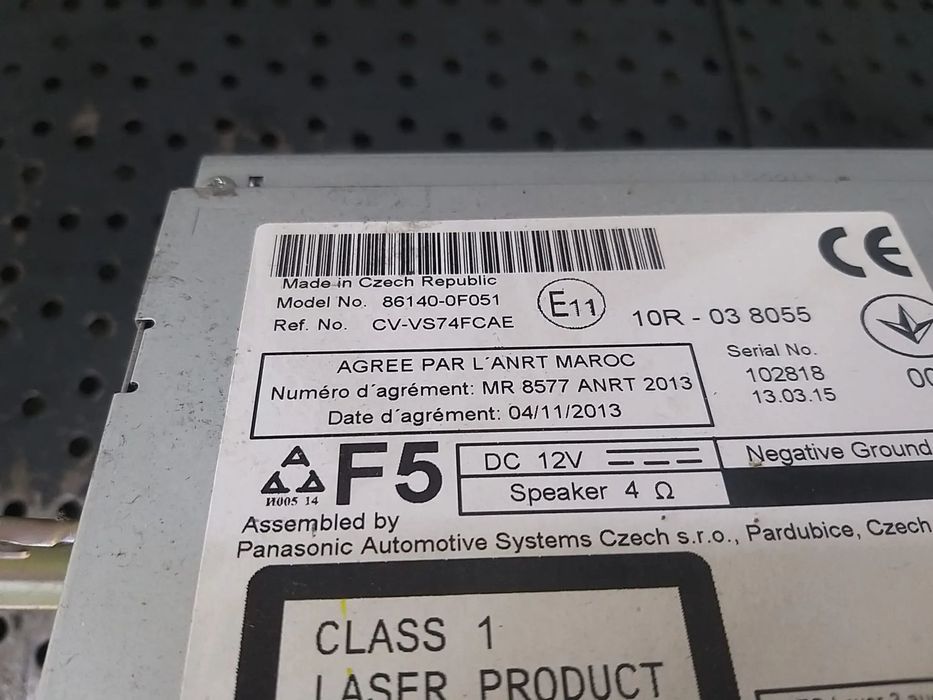 Made in Czech Republic
Model No. 86140-0F051
Ref. No. CV-VS74FCAE
E11
10R - 03 8055
CE
AGREE PAR L´ANRT MAROC
Numéro d´agrément: MR 8577 ANRT 2013
Date d´agrément: 04/11/2013
Serial No.
102818
13.03.15
00
И005 14
F5
DC 12V
Negative Ground
Speaker 4 Ω
Assembled by
Panasonic Automotive Systems Czech s.r.o., Pardubice, Czech
CLASS 1
LASER PRODUCT